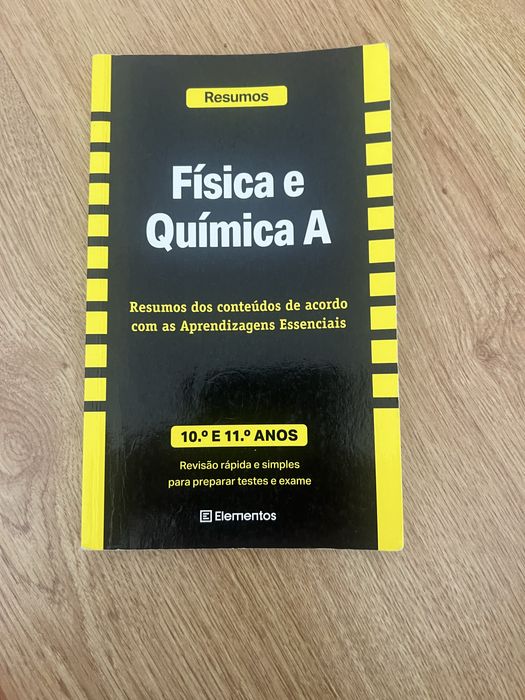 Resumos
Física e
Química A
Resumos dos conteúdos de acordo
com as Aprendizagens Essenciais
10.º E 11.º ANOS
Revisão rápida e simples
para preparar testes e exame
E Elementos